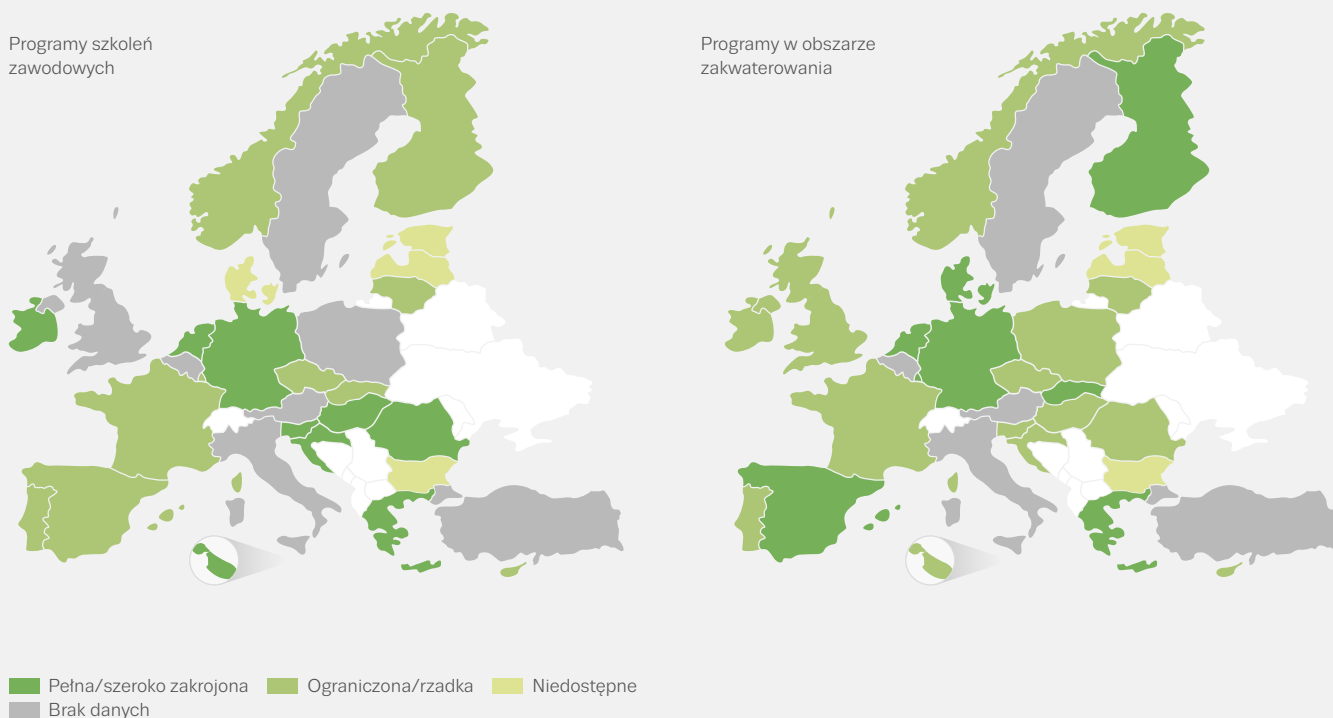 Programy szkoleń
zawodowych
Programy w obszarze
zakwaterowania
Pełna/szeroko zakrojona
Ograniczona/rzadka
Niedostępne
Brak danych